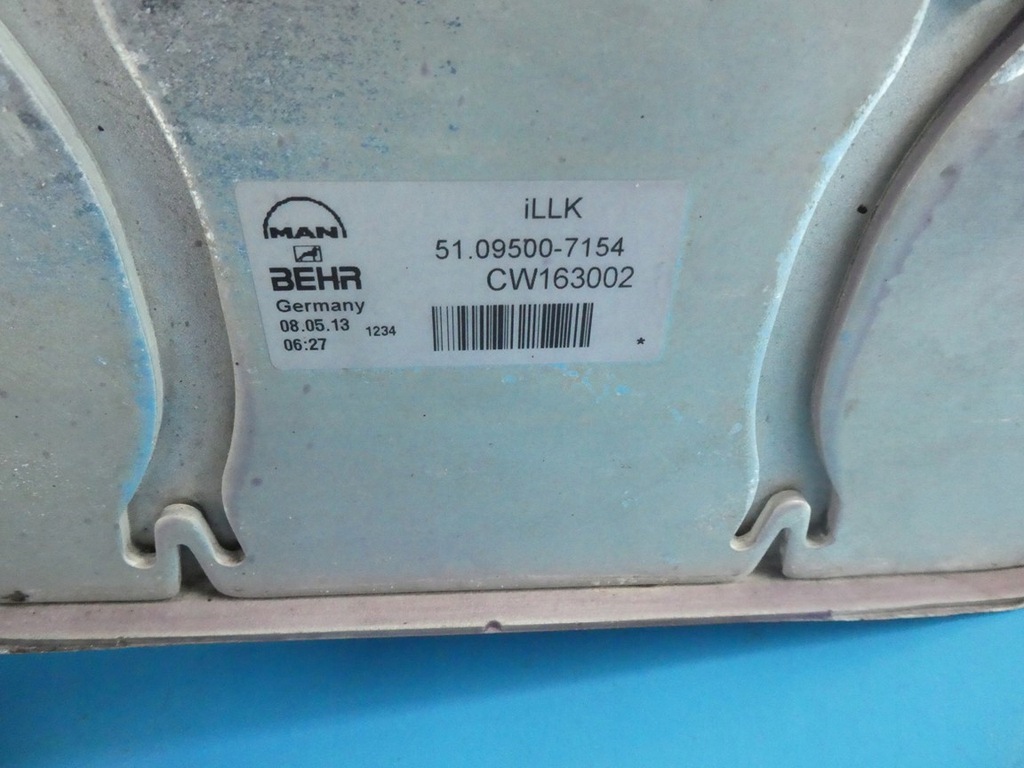 MAN
BEHR
Germany
08.05.13 1234
06:27
iLLK
51.09500-7154
CW163002
*